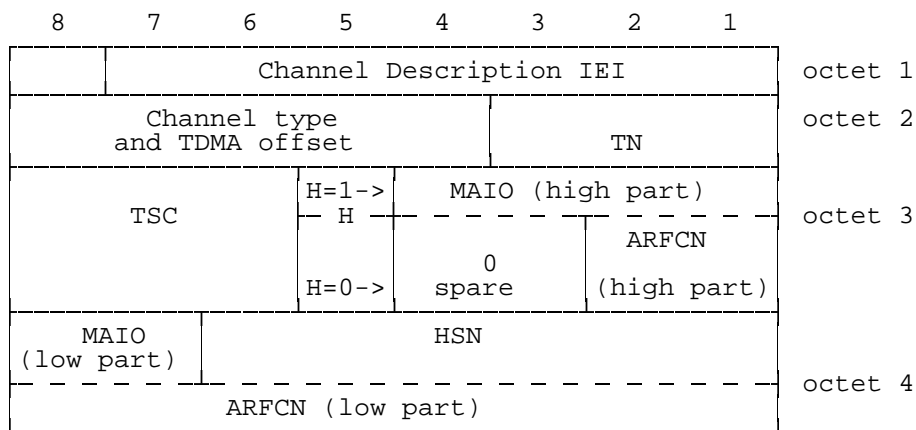 8 7 6 5 4 3 2 1
Channel Description IEI octet 1
Channel type octet 2
and TDMA offset TN
H=1-> MAIO (high part)
TSC H octet 3
ARFCN
0
H=0-> spare (high part)
MAIO HSN
(low part)
octet 4
ARFCN (low part)